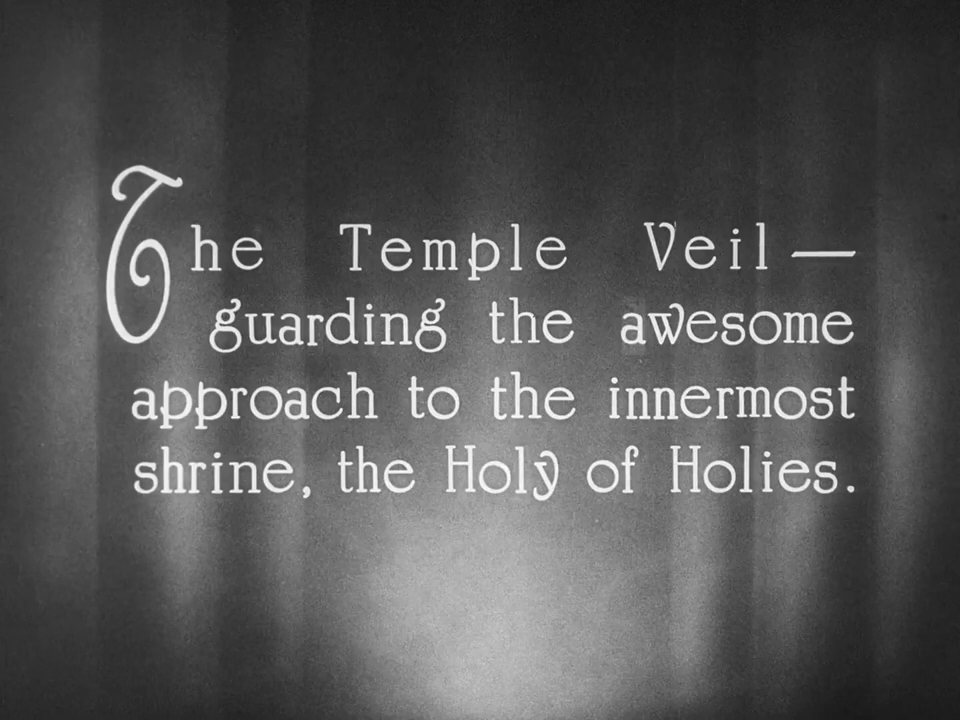 The Temple Veil —
guarding the awesome
approach to the innermost
shrine, the Holy of Holies.